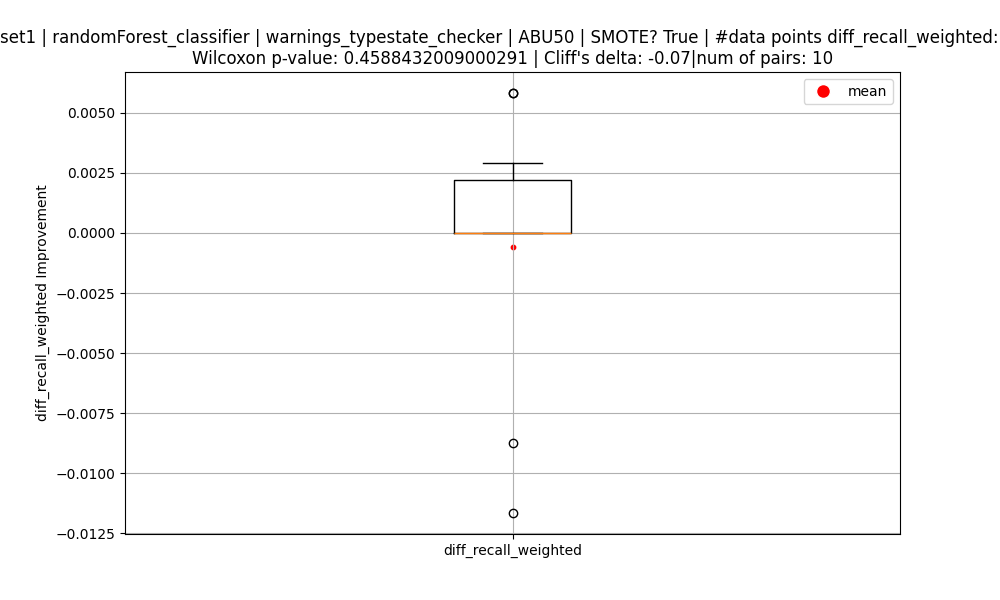 set1 | randomForest_classifier | warnings_typestate_checker | ABU50 | SMOTE? True | #data points diff_recall_weighted:
Wilcoxon p-value: 0.4588432009000291 | Cliff's delta: -0.07|num of pairs: 10
mean
0.0050
0.0025
0.0000
−0.0025
−0.0050
−0.0075
−0.0100
−0.0125
diff_recall_weighted Improvement
diff_recall_weighted